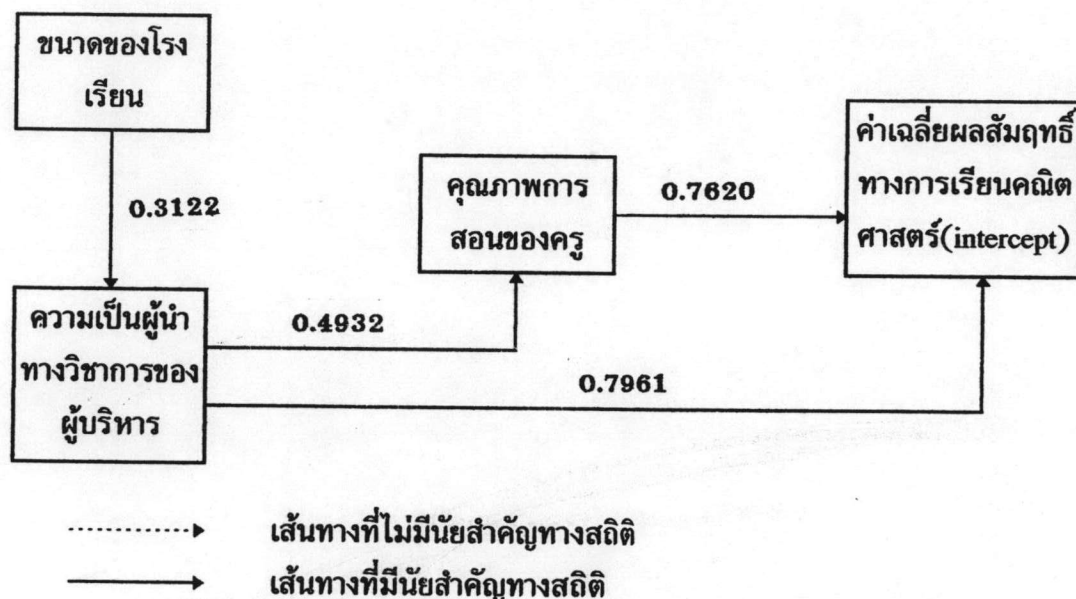 ขนาดของโรง
เรียน
0.3122
ความเป็นผู้นำ
ทางวิชาการของ
ผู้บริหาร
0.4932
คุณภาพการ
สอนของครู
0.7620
0.7961
ค่าเฉลี่ยผลสัมฤทธิ์
ทางการเรียนคณิต
ศาสตร์(intercept)
เส้นทางที่ไม่มีนัยสำคัญทางสถิติ
เส้นทางที่มีนัยสำคัญทางสถิติ